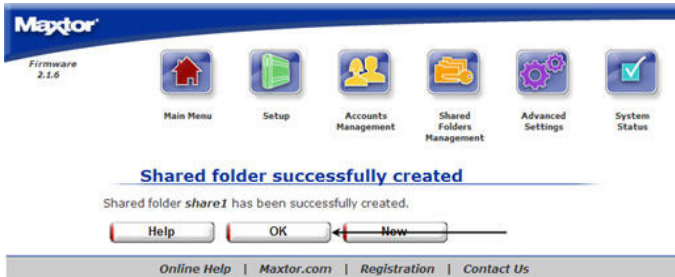 Maxtor
Firmware
2.1.6
Main Menu
Setup
Accounts
Management
Shared
Folders
Management
Advanced
Settings
System
Status
Shared folder successfully created
Shared folder share1 has been successfully created.
Help
OK
New
Online Help | Maxtor.com | Registration | Contact Us